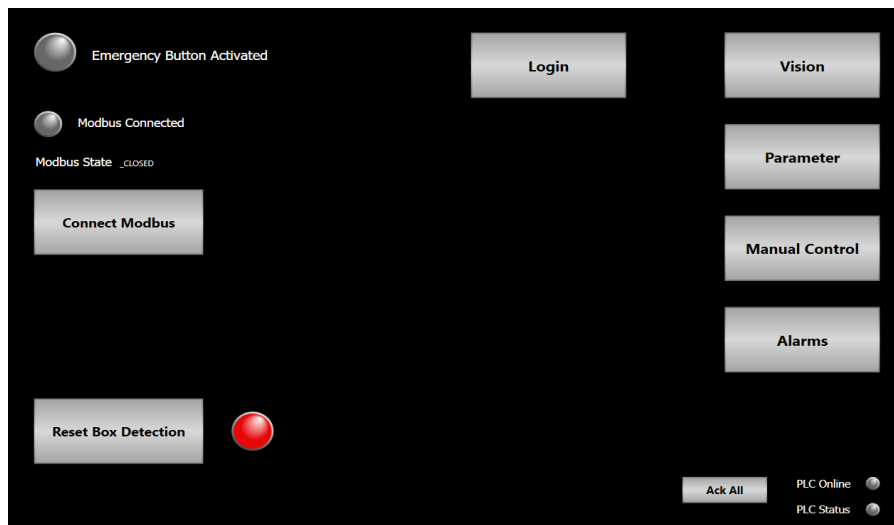 Emergency Button Activated
Login
Vision
Modbus Connected
Parameter
Modbus State _CLOSED
Connect Modbus
Manual Control
Alarms
Reset Box Detection
Ack All
PLC Online
PLC Status